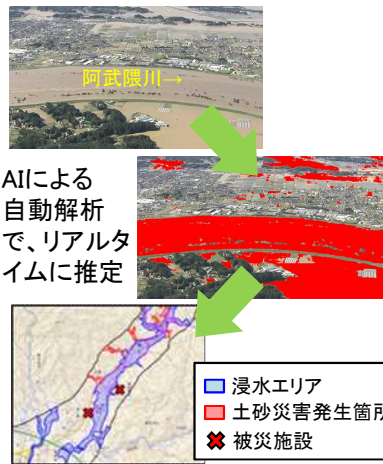 阿武隈川→
AIによる
自動解析
で、リアルタ
イムに推定
浸水エリア
土砂災害発生箇所
被災施設